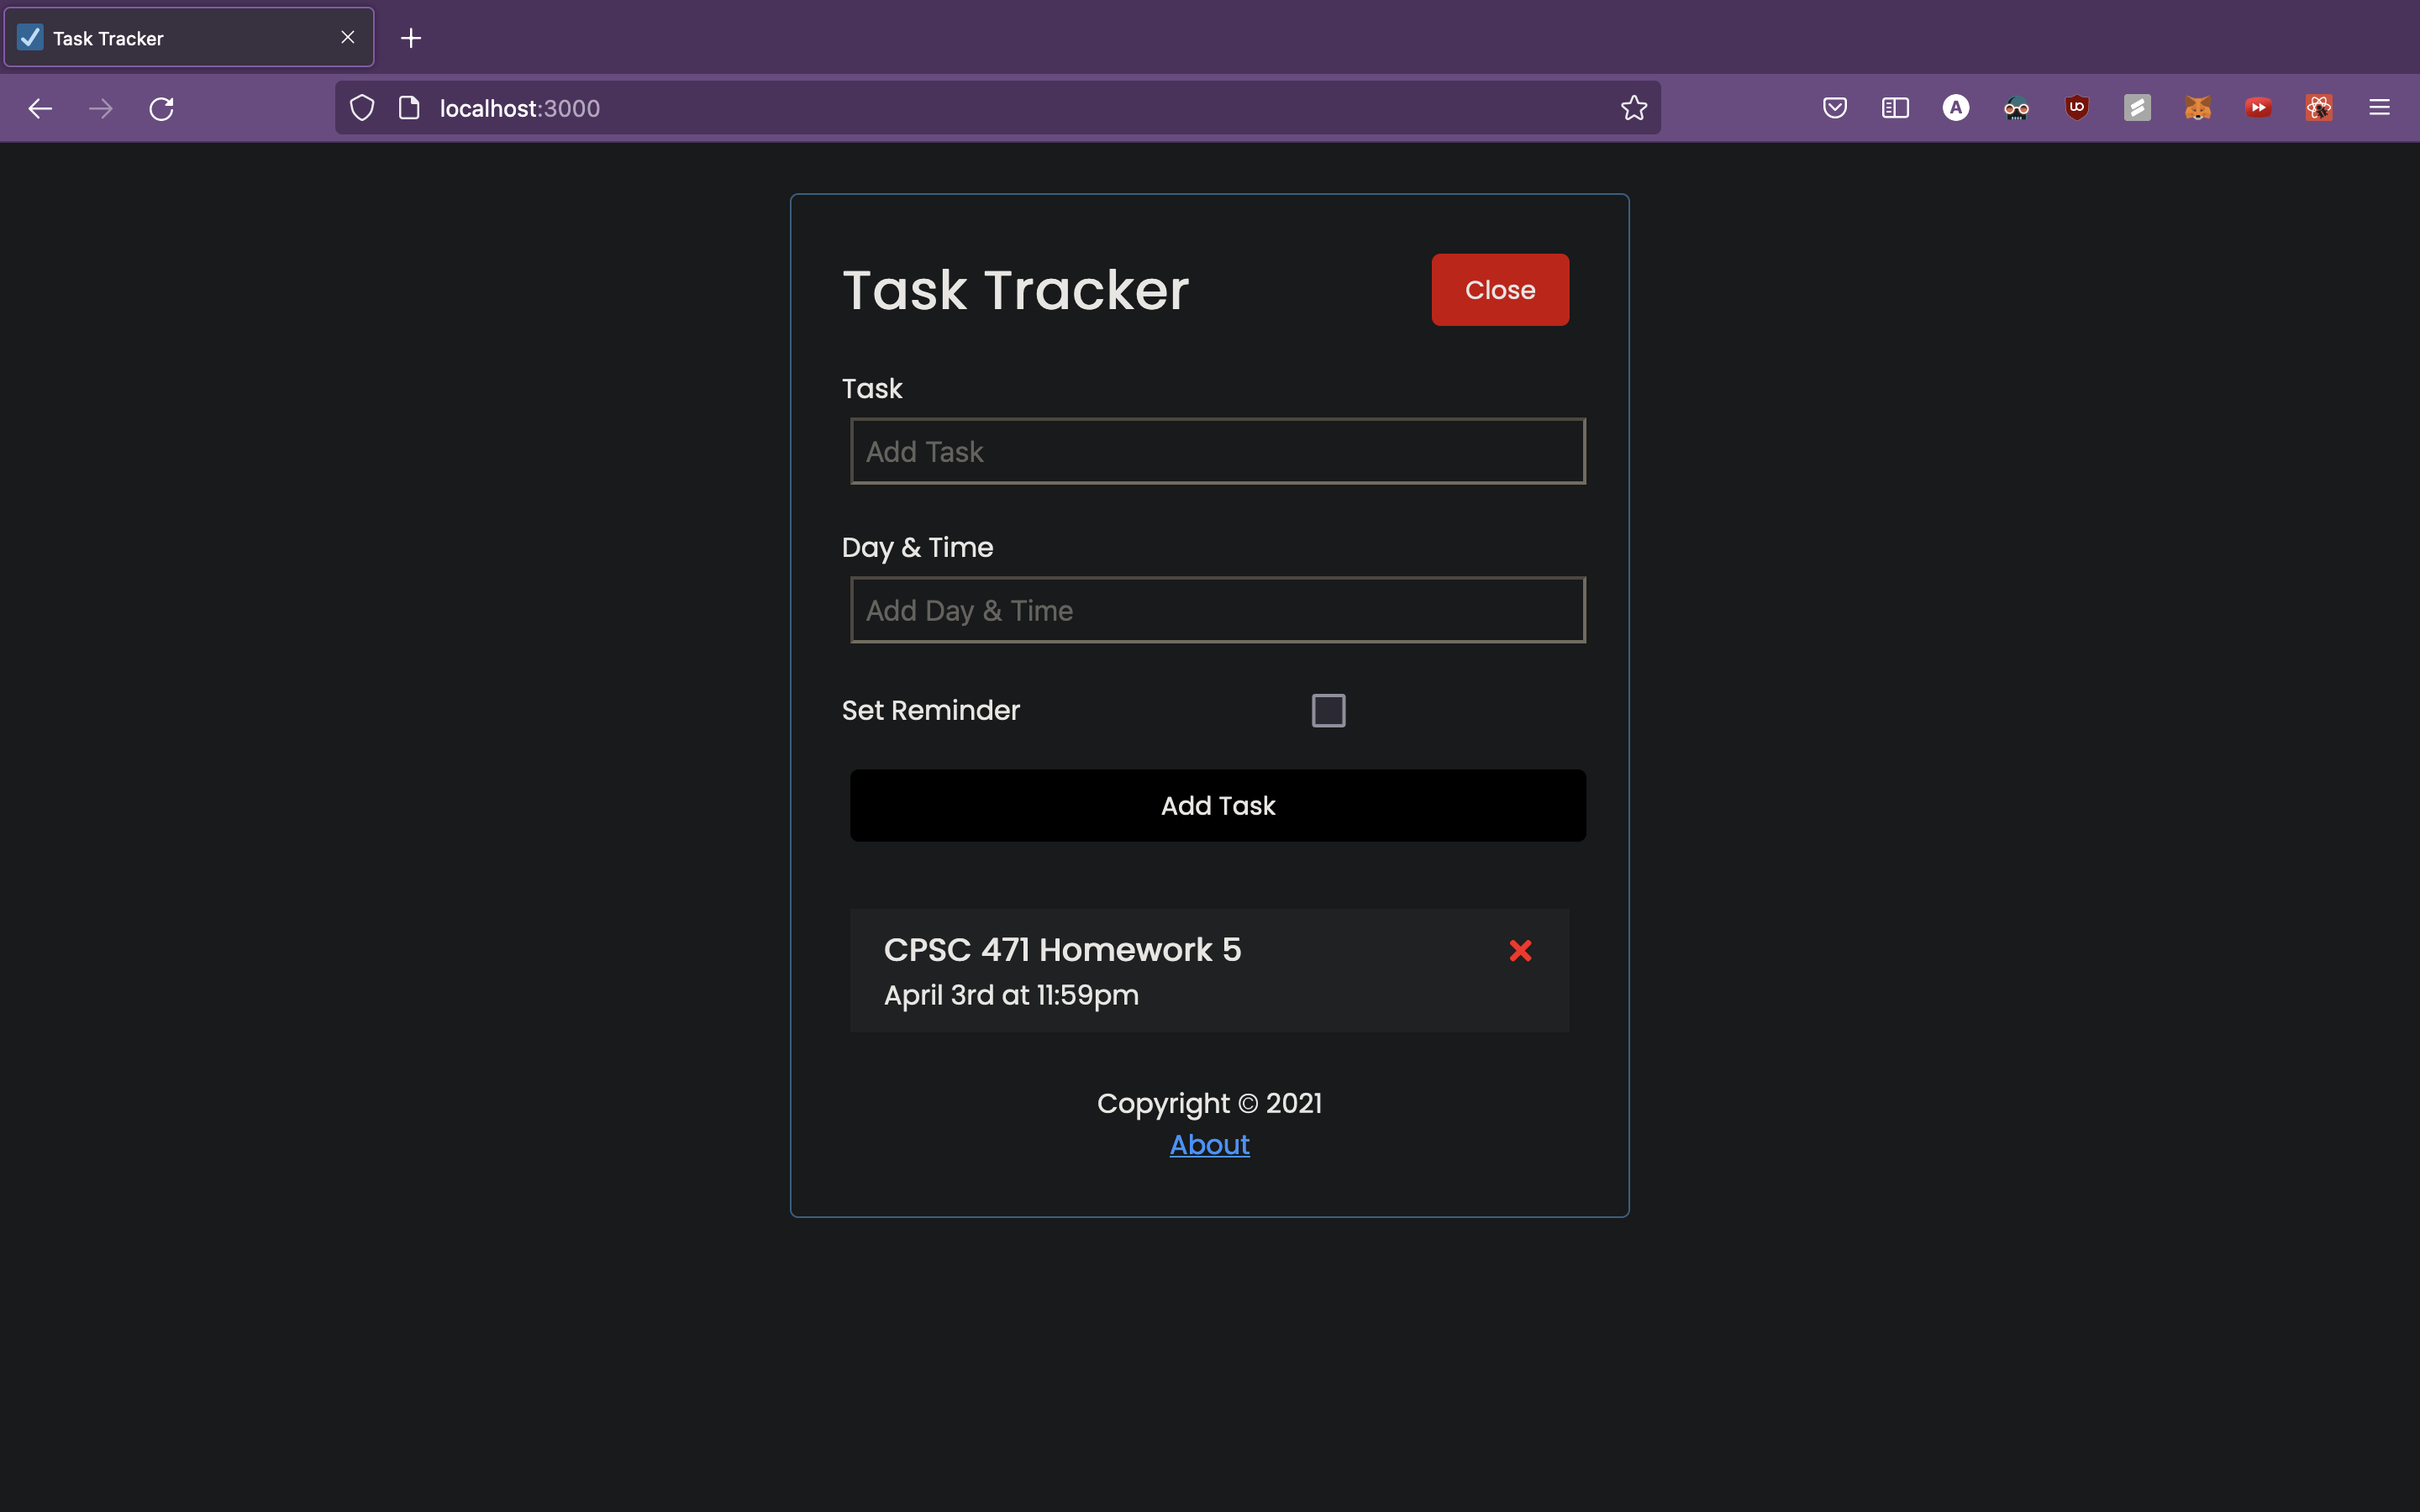 Task Tracker
localhost:3000
A
UO
Task Tracker
Close
Task
Add Task
Day & Time
Add Day & Time
Set Reminder
Add Task
CPSC 471 Homework 5
April 3rd at 11:59pm
Copyright © 2021
About